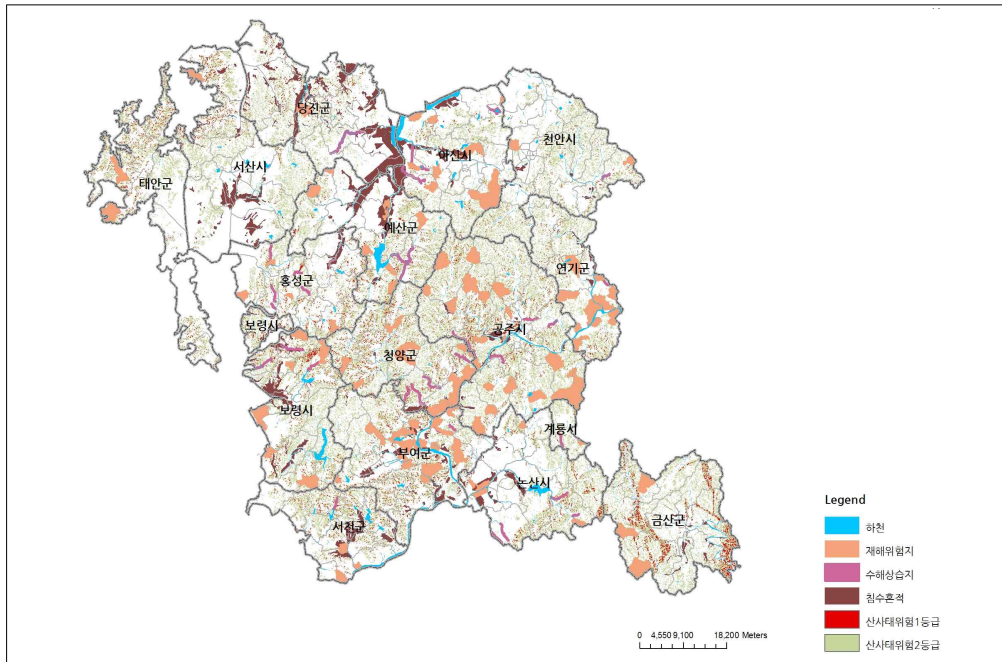 당진군
천안시
아산시
서산시
태안군
예산군
연기군
홍성군
보령시
공주시
청양군
보령시
계룡시
부여군
논산시
금산군
서천군
Legend
하천
재해위험지
수해상습지
침수흔적
산사태위험1등급
산사태위험2등급
0 4,550 9,100 18,200 Meters